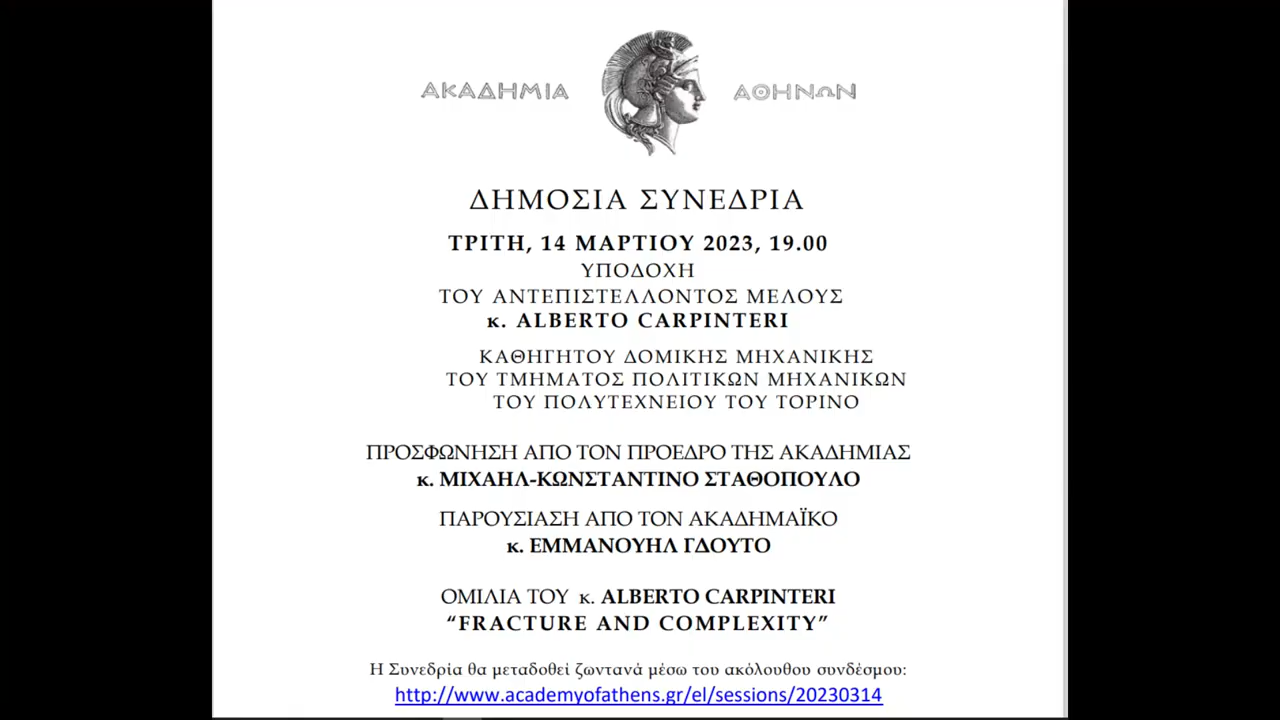 ΑΚΑΔΗΜΙΑ ΑΘΗΝΩΝ
ΔΗΜΟΣΙΑ ΣΥΝΕΔΡΙΑ
ΤΡΙΤΗ, 14 ΜΑΡΤΙΟΥ 2023, 19.00
ΥΠΟΔΟΧΗ
ΤΟΥ ΑΝΤΕΠΙΣΤΕΛΛΟΝΤΟΣ ΜΕΛΟΥΣ
κ. ALBERTO CARPINTERI
ΚΑΘΗΓΗΤΟΥ ΔΟΜΙΚΗΣ ΜΗΧΑΝΙΚΗΣ
ΤΟΥ ΤΜΗΜΑΤΟΣ ΠΟΛΙΤΙΚΩΝ ΜΗΧΑΝΙΚΩΝ
ΤΟΥ ΠΟΛΥΤΕΧΝΕΙΟΥ ΤΟΥ ΤΟΡΙΝΟ
ΠΡΟΣΦΩΝΗΣΗ ΑΠΟ ΤΟΝ ΠΡΟΕΔΡΟ ΤΗΣ ΑΚΑΔΗΜΙΑΣ
κ. ΜΙΧΑΗΛ-ΚΩΝΣΤΑΝΤΙΝΟ ΣΤΑΘΟΠΟΥΛΟ
ΠΑΡΟΥΣΙΑΣΗ ΑΠΟ ΤΟΝ ΑΚΑΔΗΜΑΪΚΟ
κ. ΕΜΜΑΝΟΥΗΛ ΓΔΟΥΤΟ
ΟΜΙΛΙΑ ΤΟΥ κ. ALBERTO CARPINTERI
“FRACTURE AND COMPLEXITY”
Η Συνεδρία θα μεταδοθεί ζωντανά μέσω του ακόλουθου συνδέσμου:
http://www.academyofathens.gr/el/sessions/20230314